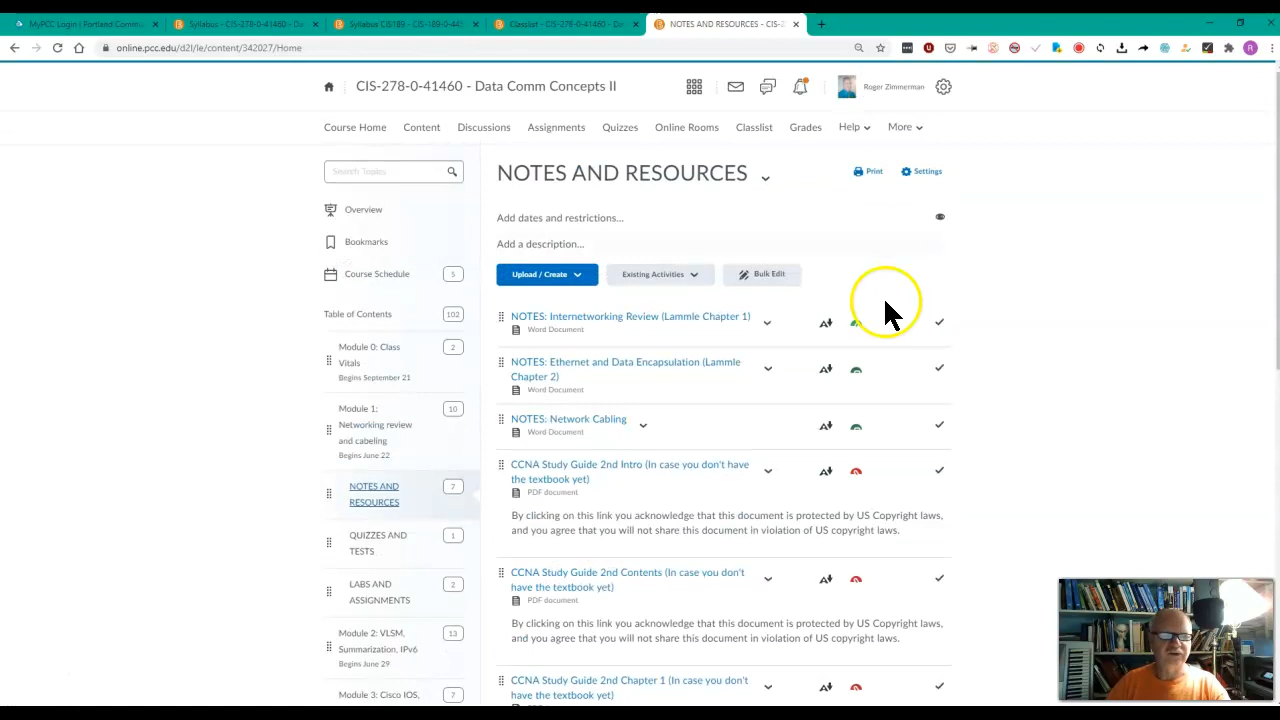 MyPCC Login | Portland Commu
Syllabus - CIS-278-0-41460 - Da
Syllabus CIS189 - CIS-189-0-44
Classlist - CIS-278-0-41460 - Da
NOTES AND RESOURCES - CIS-2
online.pcc.edu/d2l/le/content/342027/Home
CIS-278-0-41460 - Data Comm Concepts II
Roger Zimmerman
Course Home Content Discussions Assignments Quizzes Online Rooms Classlist Grades Help More
Search Topics
Overview
Bookmarks
Course Schedule 5
Table of Contents 102
Module 0: Class 2
Vitals
Begins September 21
Module 1: 10
Networking review
and cabeling
Begins June 22
NOTES AND 7
RESOURCES
QUIZZES AND 1
TESTS
LABS AND 2
ASSIGNMENTS
Module 2: VLSM, 13
Summarization, IPv6
Begins June 29
Module 3: Cisco IOS, 7
NOTES AND RESOURCES
Print Settings
Add dates and restrictions...
Add a description...
Upload / Create Existing Activities Bulk Edit
NOTES: Internetworking Review (Lammle Chapter 1)
Word Document
NOTES: Ethernet and Data Encapsulation (Lammle
Chapter 2)
Word Document
NOTES: Network Cabling
Word Document
CCNA Study Guide 2nd Intro (In case you don't have
the textbook yet)
PDF document
By clicking on this link you acknowledge that this document is protected by US Copyright laws,
and you agree that you will not share this document in violation of US copyright laws.
CCNA Study Guide 2nd Contents (In case you don't
have the textbook yet)
PDF document
By clicking on this link you acknowledge that this document is protected by US Copyright laws,
and you agree that you will not share this document in violation of US copyright laws.
CCNA Study Guide 2nd Chapter 1 (In case you don't
have the textbook yet)